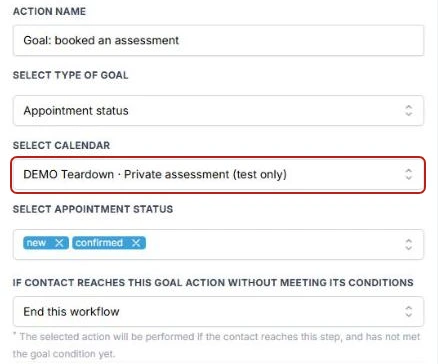 ACTION NAME
Goal: booked an assessment
SELECT TYPE OF GOAL
Appointment status
SELECT CALENDAR
DEMO Teardown · Private assessment (test only)
SELECT APPOINTMENT STATUS
new × confirmed ×
IF CONTACT REACHES THIS GOAL ACTION WITHOUT MEETING ITS CONDITIONS
End this workflow
* The selected action will be performed if the contact reaches this step, and has not met
the goal condition yet.